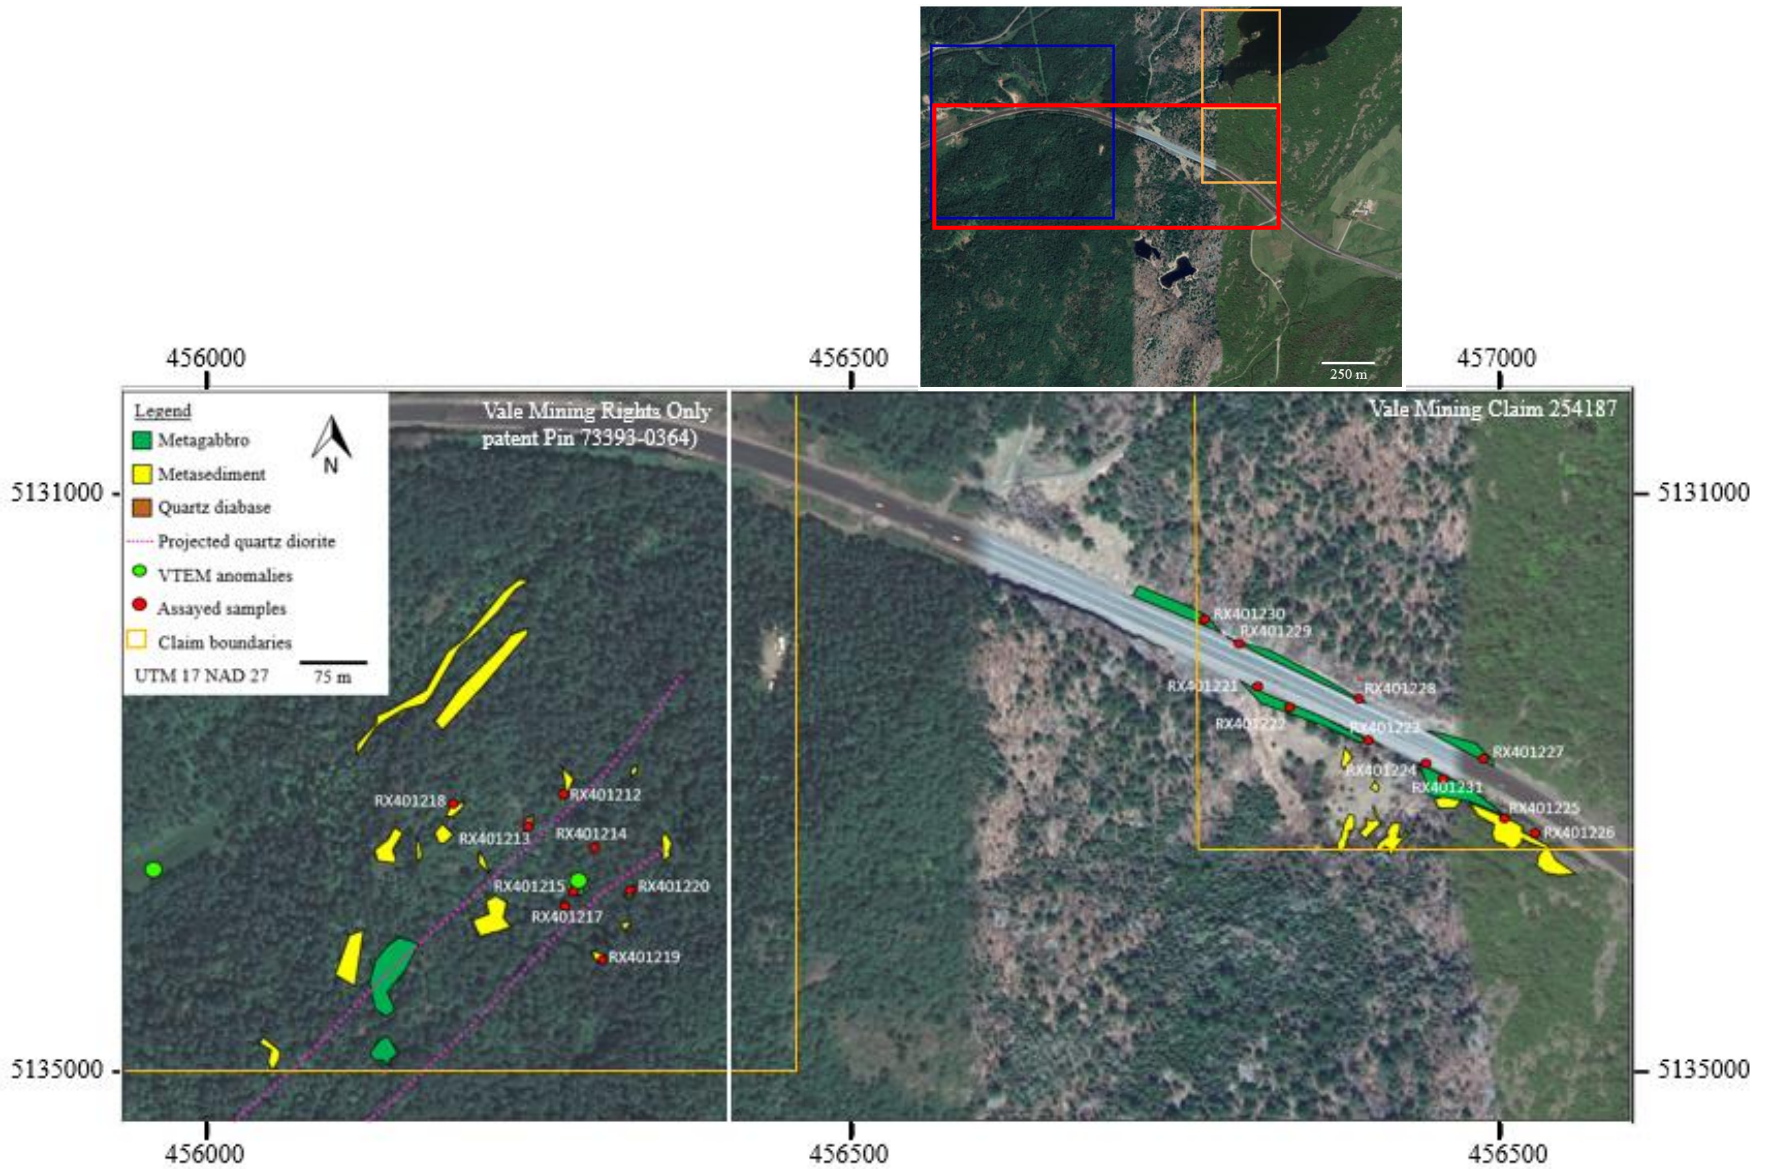 250 m
456000
456500
457000
Legend
Metagabbro
Metasediment
Quartz diabase
Projected quartz diorite
VTEM anomalies
Assayed samples
Claim boundaries
UTM 17 NAD 27
75 m
N
Vale Mining Rights Only
patent Pin 73393-0364)
Vale Mining Claim 254187
5131000
5131000
RX401230
RX401229
RX401221
RX401228
RX401222
RX401223
RX401227
RX401224
RX401231
RX401225
RX401226
RX401218
RX401212
RX401213
RX401214
RX401215
RX401220
RX401217
RX401219
5135000
5135000
456000
456500
456500